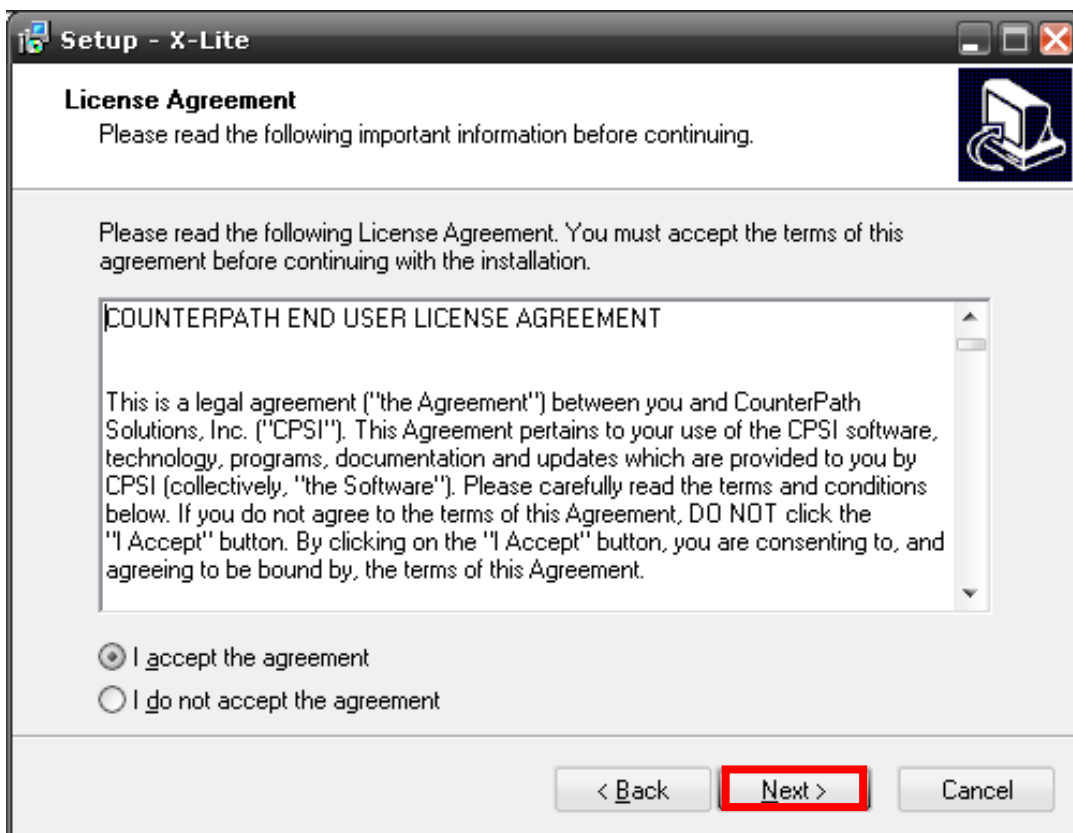 Setup - X-Lite
License Agreement
Please read the following important information before continuing.
Please read the following License Agreement. You must accept the terms of this
agreement before continuing with the installation.
COUNTERPATH END USER LICENSE AGREEMENT
This is a legal agreement ("the Agreement") between you and CounterPath
Solutions, Inc. ("CPSI"). This Agreement pertains to your use of the CPSI software,
technology, programs, documentation and updates which are provided to you by
CPSI (collectively, "the Software"). Please carefully read the terms and conditions
below. If you do not agree to the terms of this Agreement, DO NOT click the
"I Accept" button. By clicking on the "I Accept" button, you are consenting to, and
agreeing to be bound by, the terms of this Agreement.
I accept the agreement
I do not accept the agreement
< Back Next > Cancel